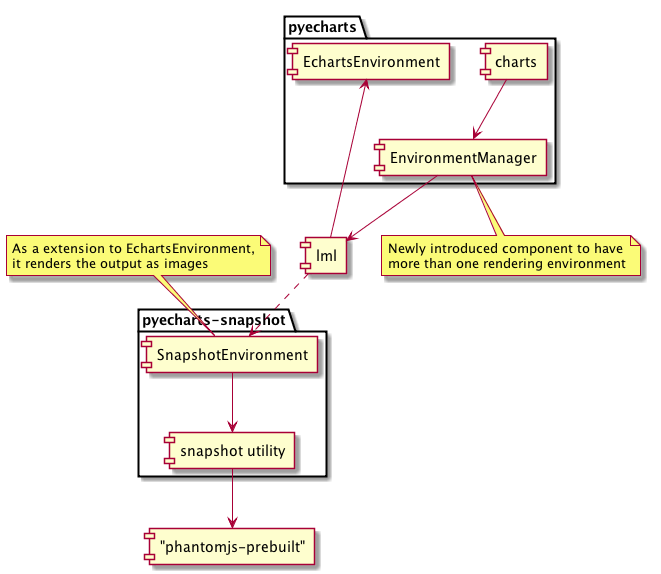 pyecharts
EchartsEnvironment
charts
EnvironmentManager
As a extension to EchartsEnvironment,
it renders the output as images
lml
Newly introduced component to have
more than one rendering environment
pyecharts-snapshot
SnapshotEnvironment
snapshot utility
"phantomjs-prebuilt"